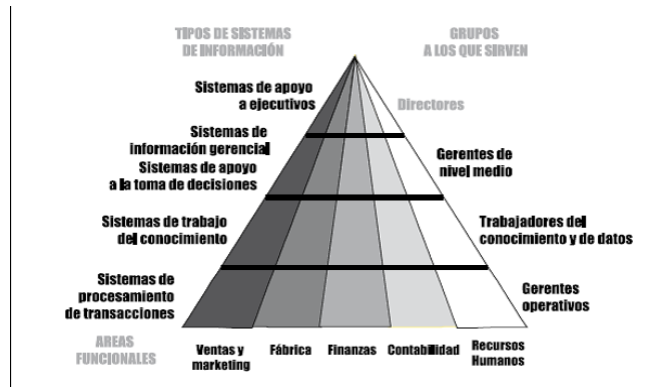 TIPOS DE SISTEMAS
DE INFORMACIÓN
GRUPOS
A LOS QUE SIRVEN
Sistemas de apoyo
a ejecutivos
Directores
Sistemas de
información gerencial
Sistemas de apoyo
a la toma de decisiones
Gerentes de
nivel medio
Sistemas de trabajo
del conocimiento
Trabajadores del
conocimiento y de datos
Sistemas de
procesamiento
de transacciones
Gerentes
operativos
AREAS
FUNCIONALES
Ventas y
marketing
Fábrica
Finanzas
Contabilidad
Recursos
Humanos